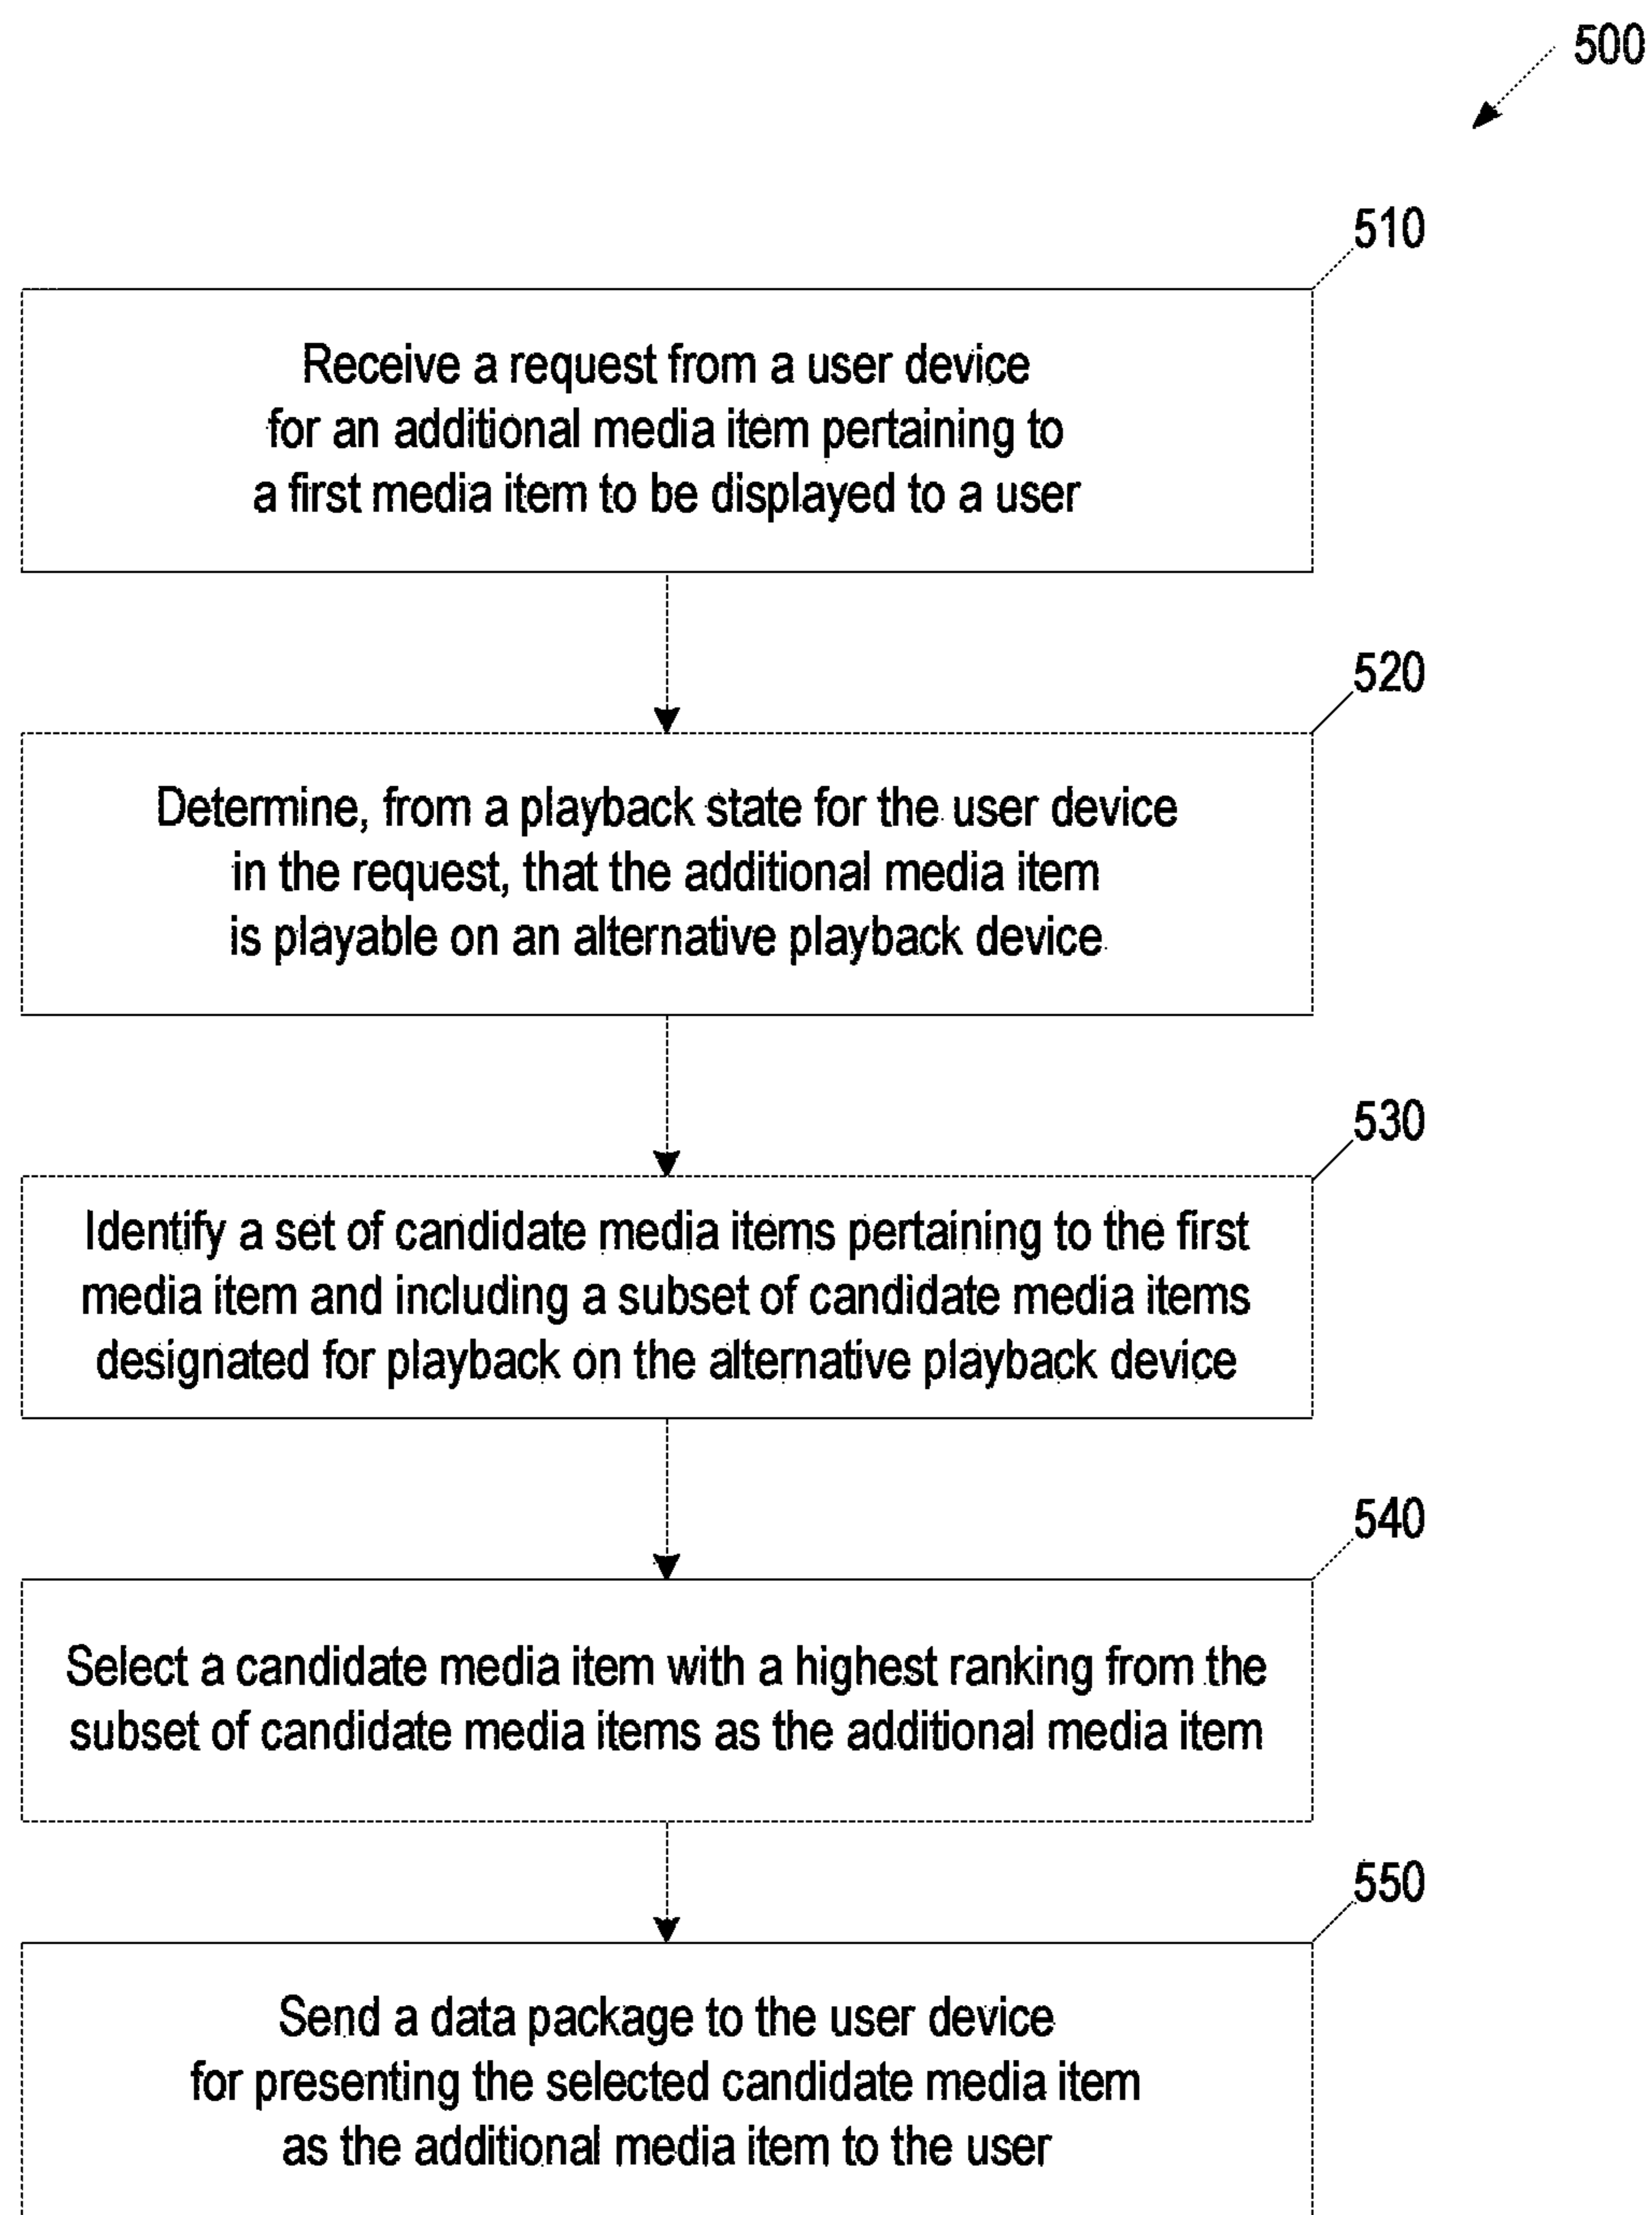 500
510
Receive a request from a user device
for an additional media item pertaining to
a first media item to be displayed to a user
520
Determine, from a playback state for the user device
in the request, that the additional media item
is playable on an alternative playback device
530
Identify a set of candidate media items pertaining to the first
media item and including a subset of candidate media items
designated for playback on the alternative playback device
540
Select a candidate media item with a highest ranking from the
subset of candidate media items as the additional media item
550
Send a data package to the user device
for presenting the selected candidate media item
as the additional media item to the user